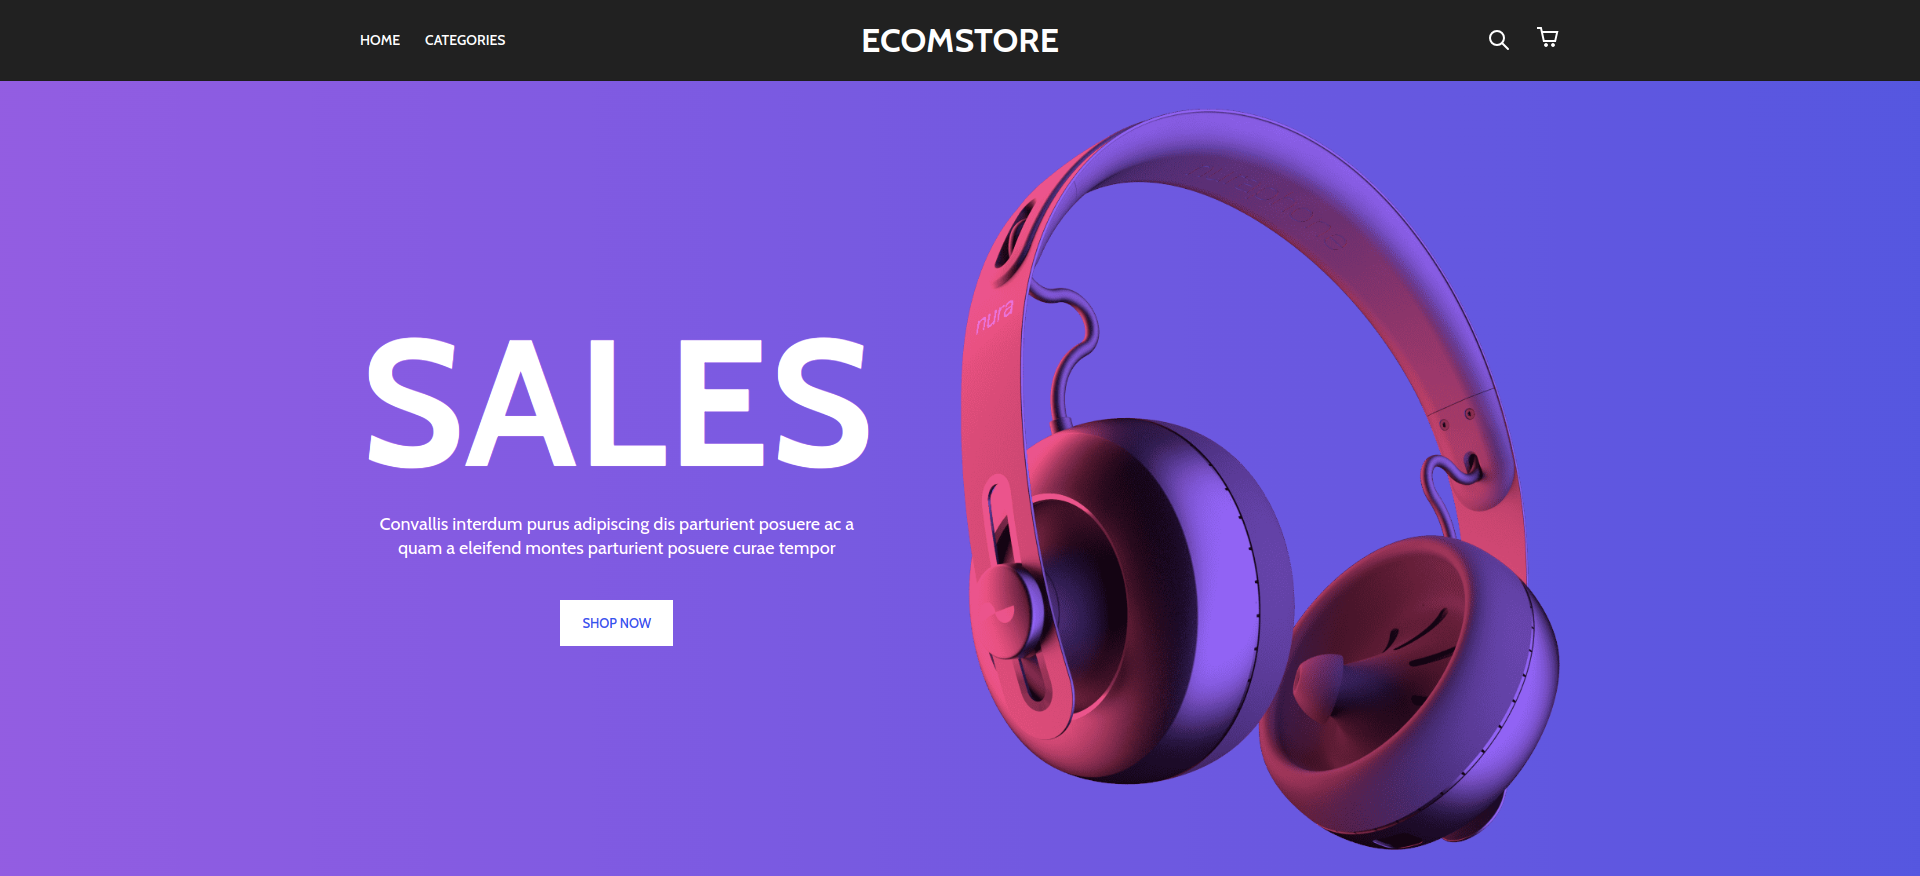 HOME CATEGORIES ECOMSTORE
nura
SALES
Convallis interdum purus adipiscing dis parturient posuere ac a
quam a eleifend montes parturient posuere curae tempor
SHOP NOW